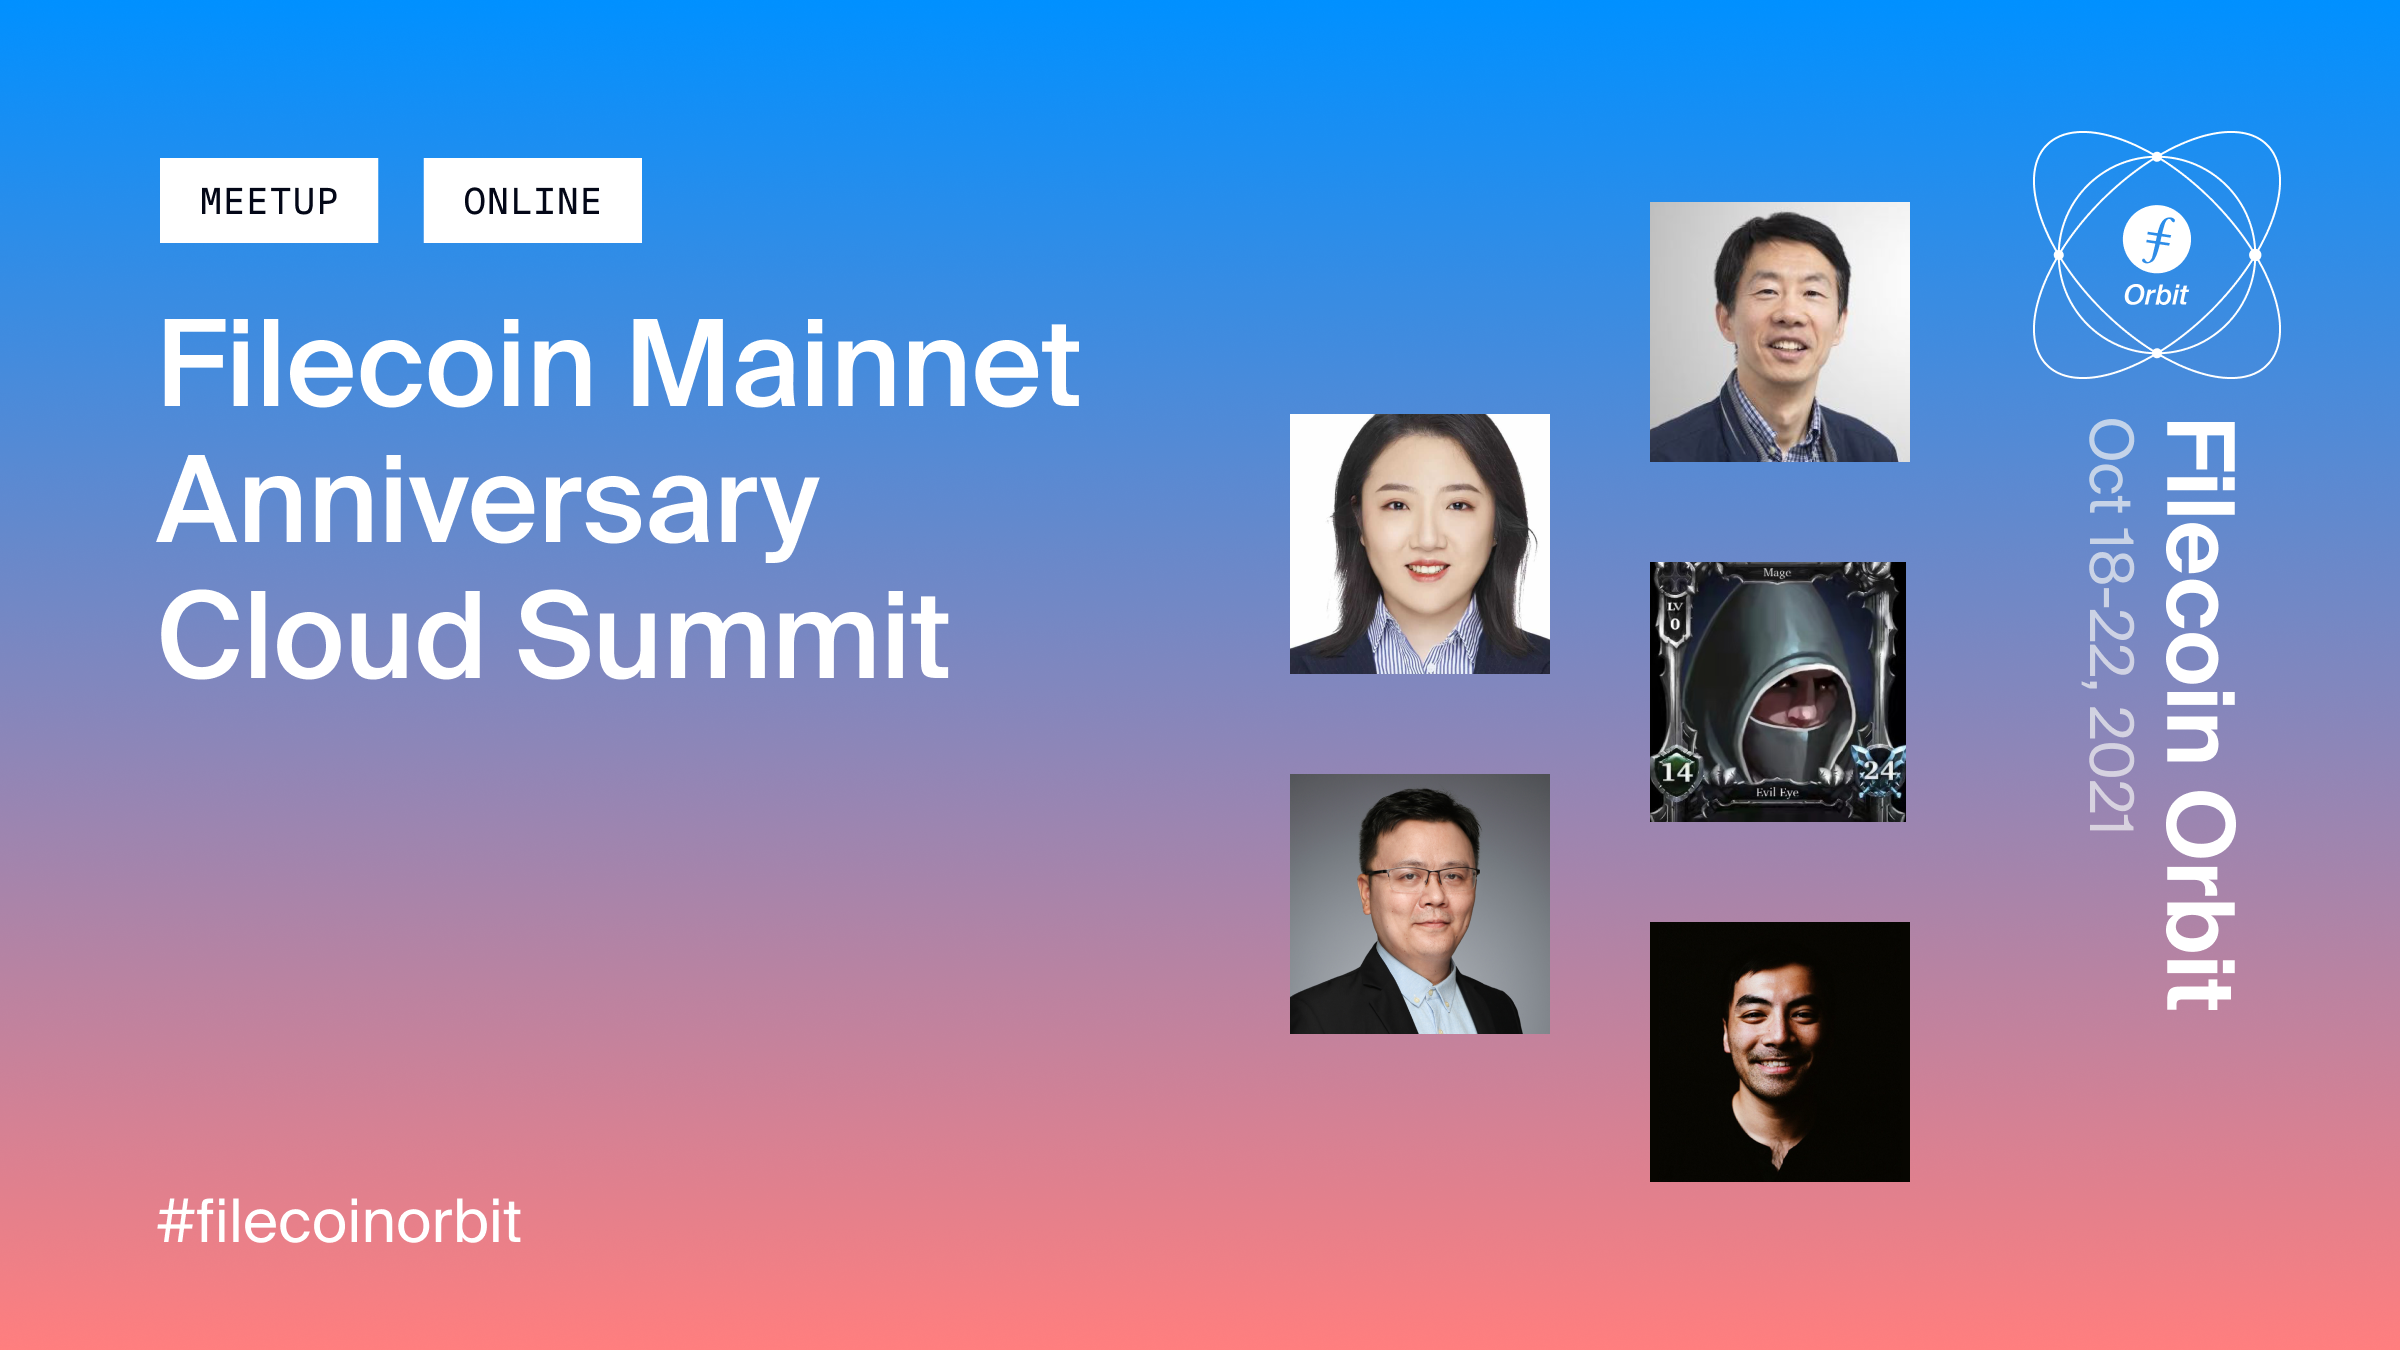 MEETUP
ONLINE
Filecoin Mainnet
Anniversary
Cloud Summit
#filecoinorbit
Mage
LV
0
14
24
Evil Eye
Orbit
Filecoin Orbit
Oct 18-22, 2021